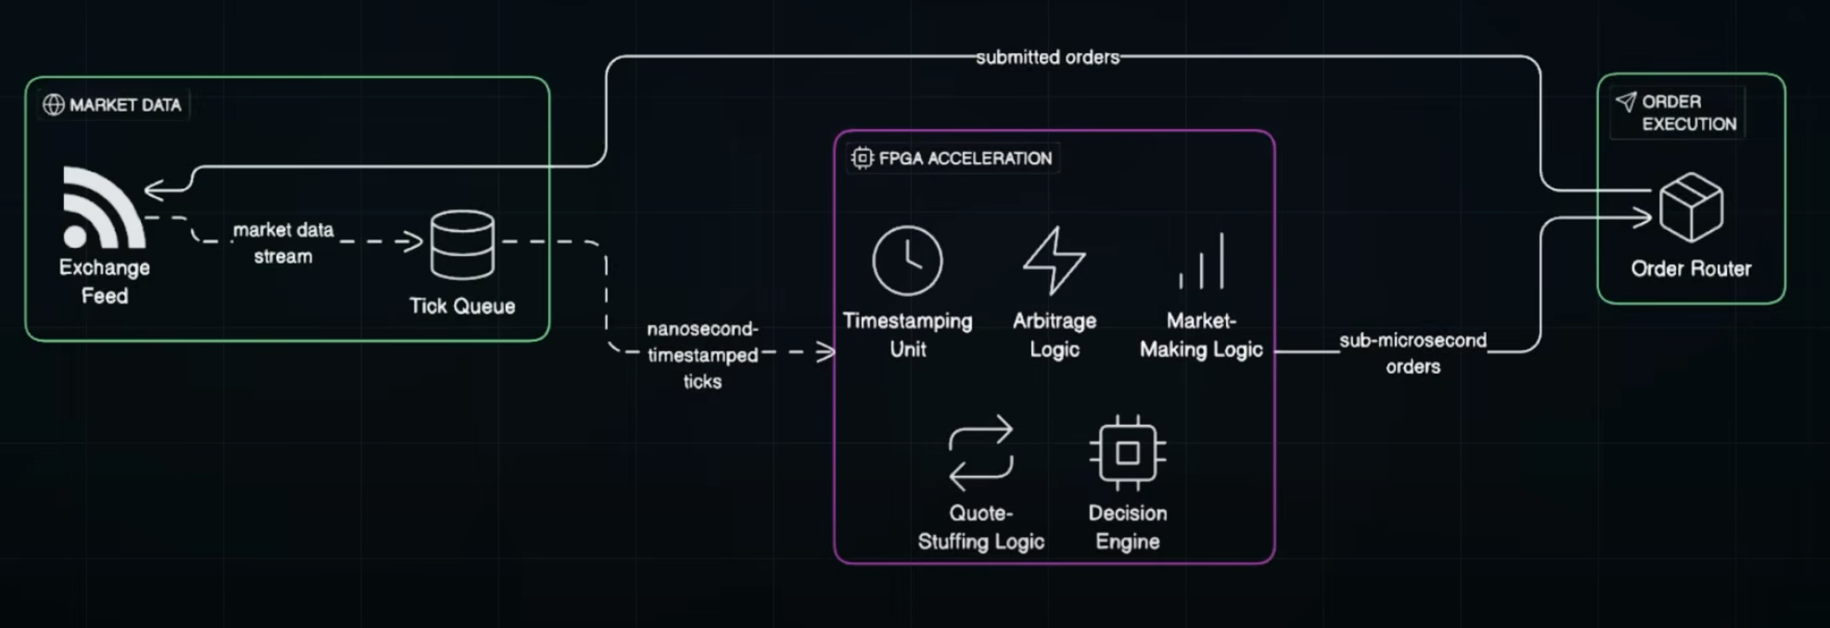 submitted orders
MARKET DATA
ORDER
EXECUTION
FPGA ACCELERATION
market data
stream
Exchange
Feed
Tick Queue
nanosecond-
timestamped
ticks
Timestamping
Unit
Arbitrage
Logic
Market-
Making Logic
Quote-
Stuffing Logic
Decision
Engine
sub-microsecond
orders
Order Router